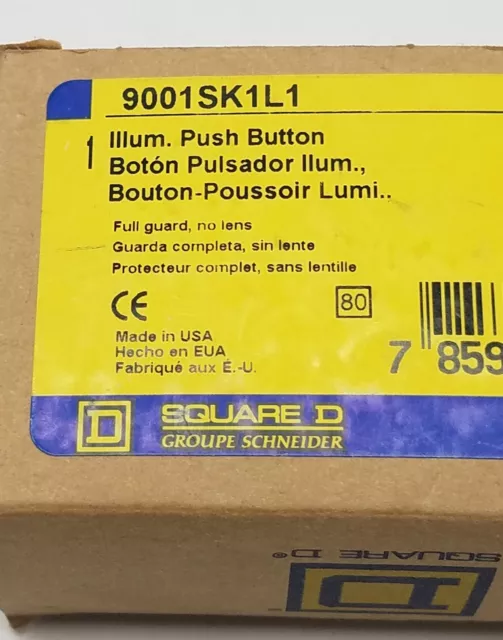 9001SK1L1
1
Illum. Push Button
Botón Pulsador Ilum.,
Bouton-Poussoir Lumi..
Full guard, no lens
Guarda completa, sin lente
Protecteur complet, sans lentille
CE
80
Made in USA
Hecho en EUA
Fabriqué aux É.-U.
7 859
D SQUARE D
GROUPE SCHNEIDER
SQUARE D®
D